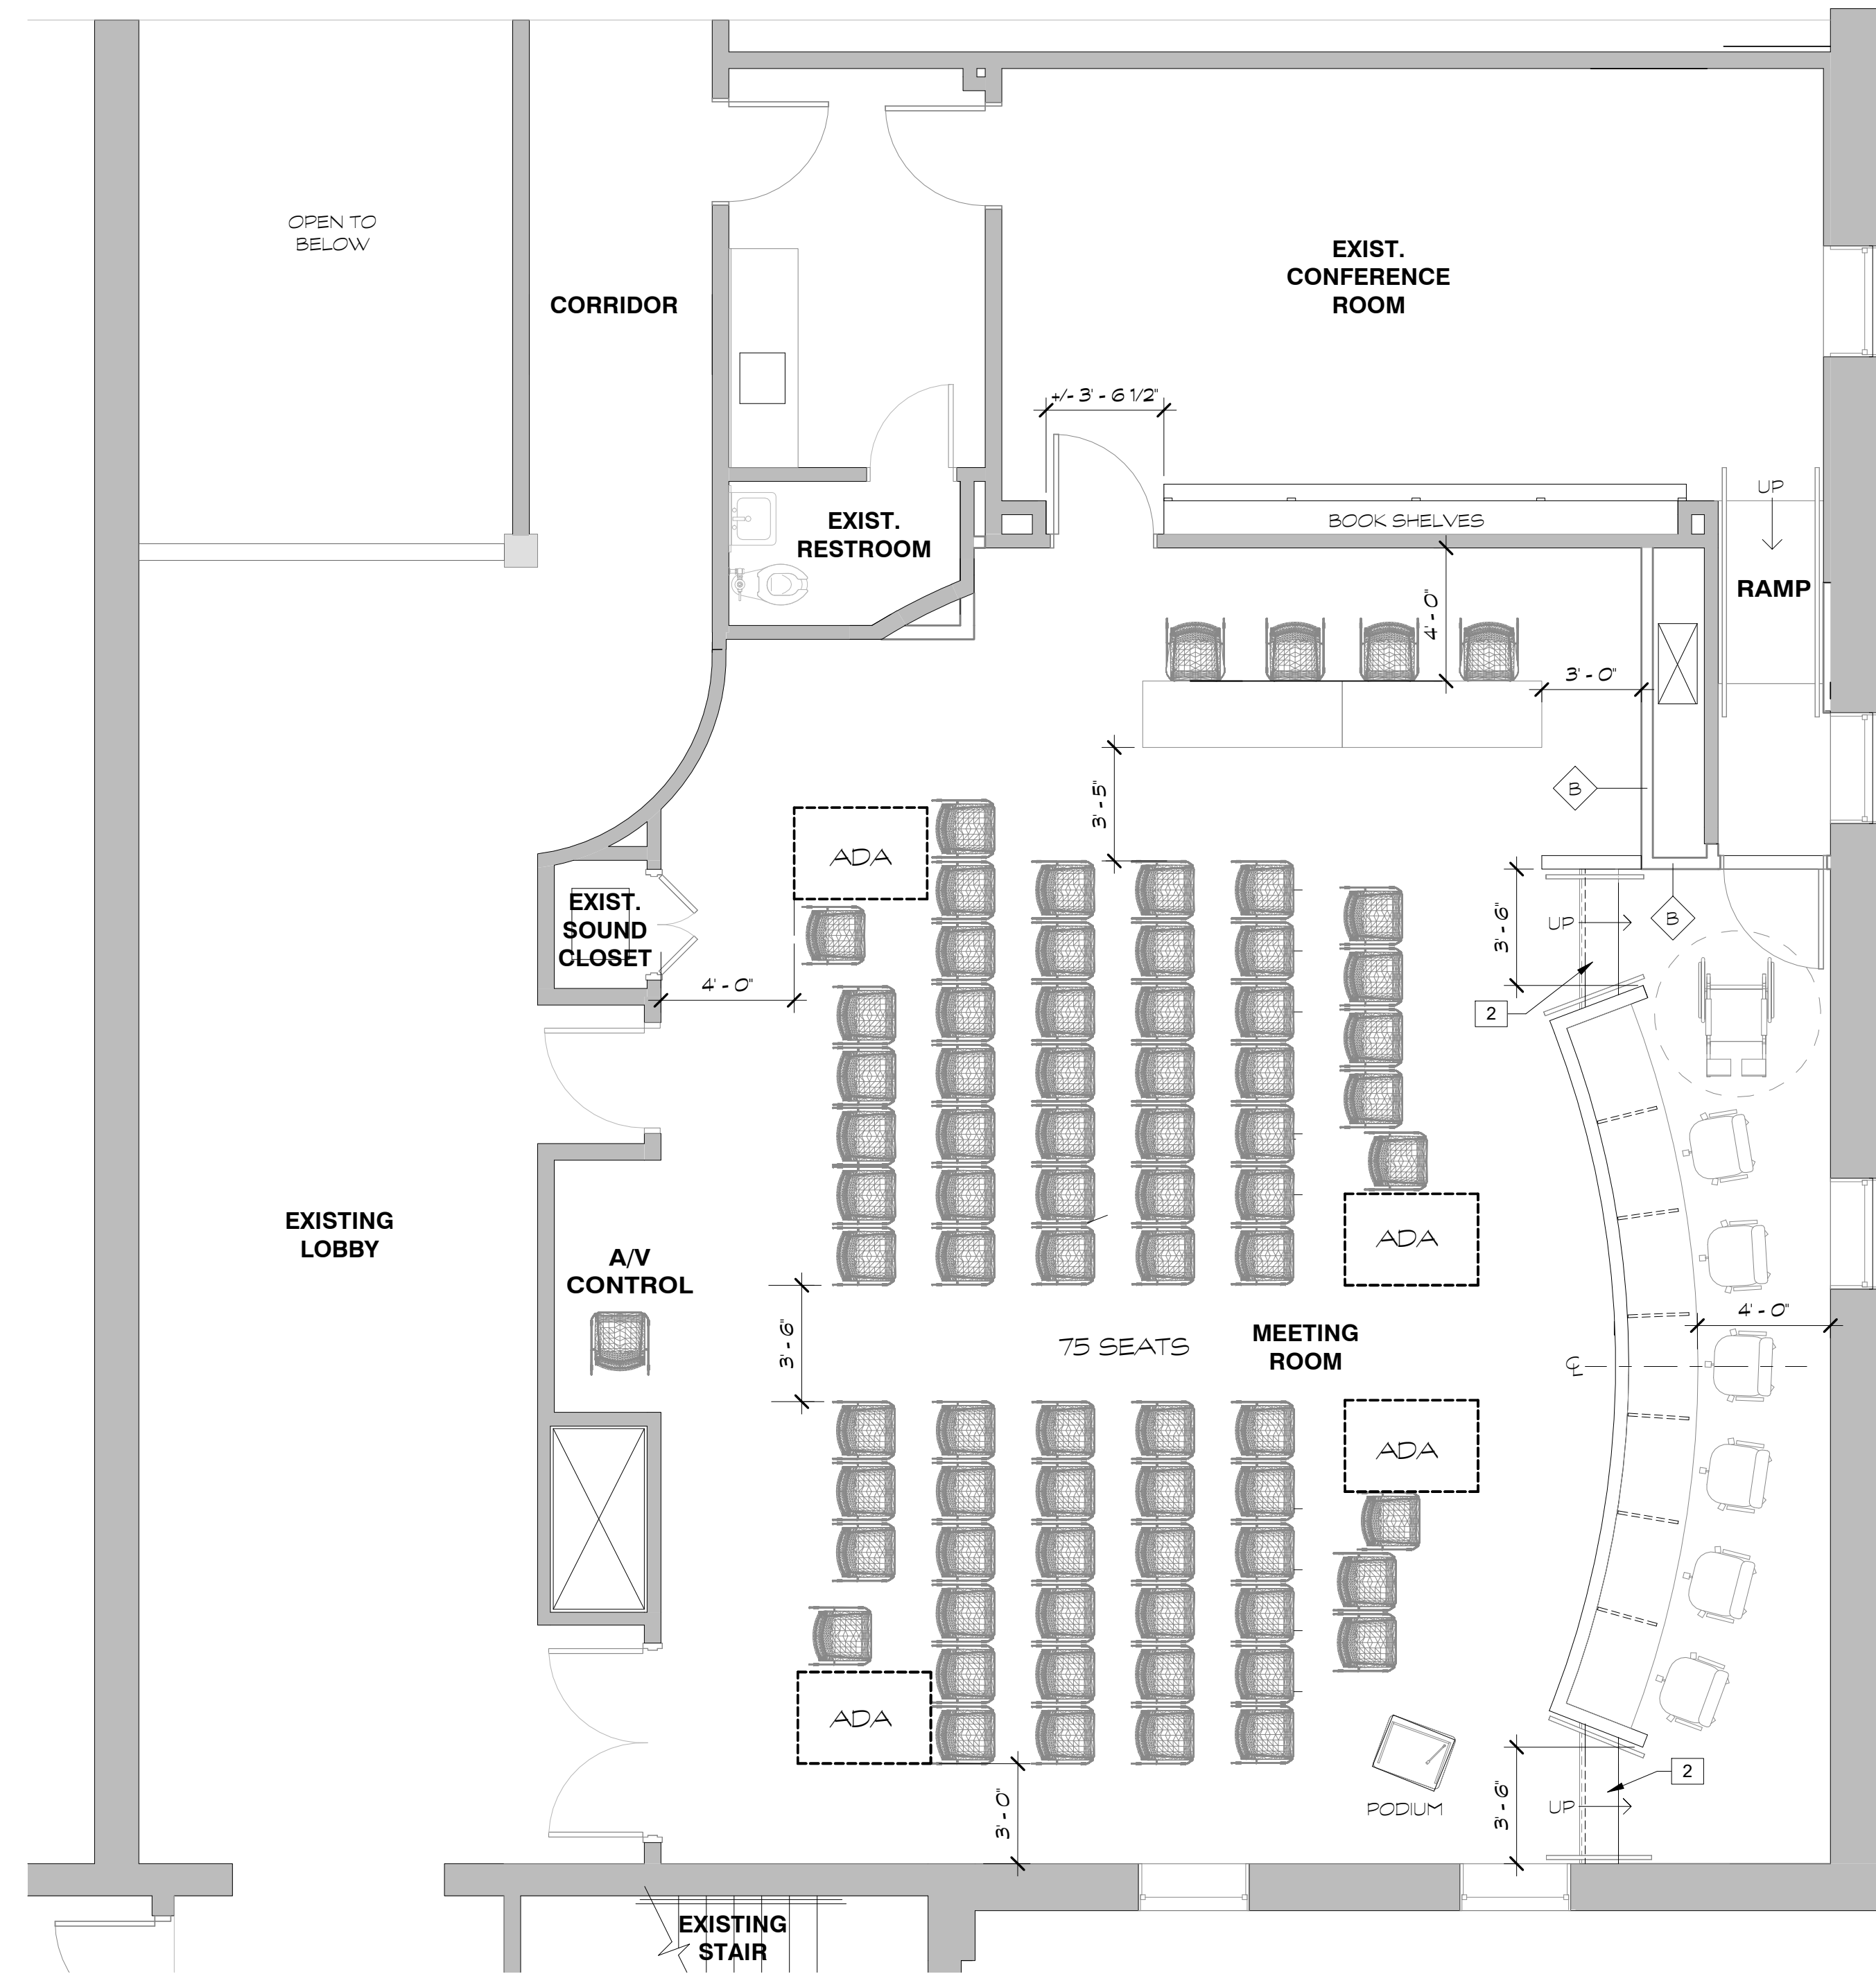 OPEN TO
BELOW
CORRIDOR
EXIST.
CONFERENCE
ROOM
+/- 3' - 6 1/2"
UP
BOOK SHELVES
EXIST.
RESTROOM
RAMP
4' - 0"
3' - 0"
3' - 5"
B
ADA
EXIST.
SOUND
CLOSET
UP
B
3' - 6"
4' - 0"
2
EXISTING
LOBBY
ADA
A/V
CONTROL
4' - 0"
3' - 6"
75 SEATS
MEETING
ROOM
CL
ADA
ADA
2
3' - 0"
PODIUM
3' - 6"
UP
EXISTING
STAIR